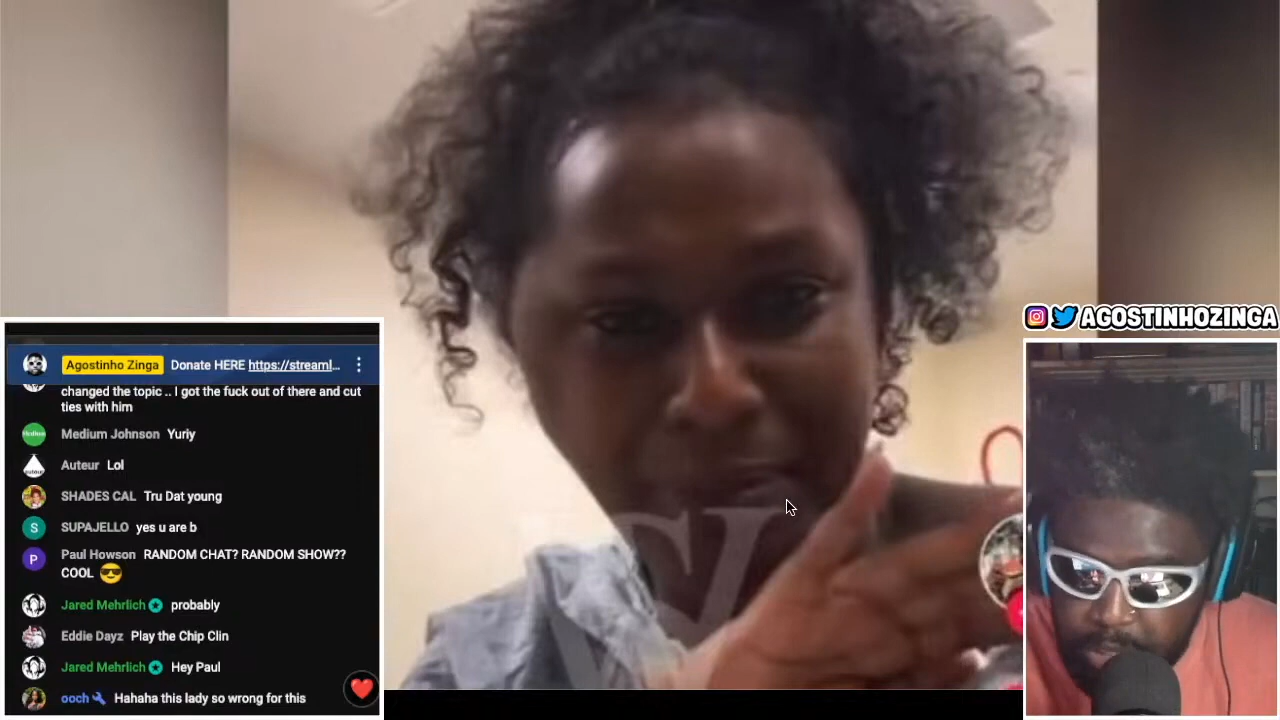 Agostinho Zinga Donate HERE https://streaml...
changed the topic .. I got the fuck out of there and cut
ties with him
Medium Johnson Yuriy
Auteur Lol
SHADES CAL Tru Dat young
S SUPAJELLO yes u are b
P Paul Howson RANDOM CHAT? RANDOM SHOW??
COOL 😎
Jared Mehrlich probably
Eddie Dayz Play the Chip Clin
Jared Mehrlich Hey Paul
ooch Hahaha this lady so wrong for this
AGOSTINHOZINGA